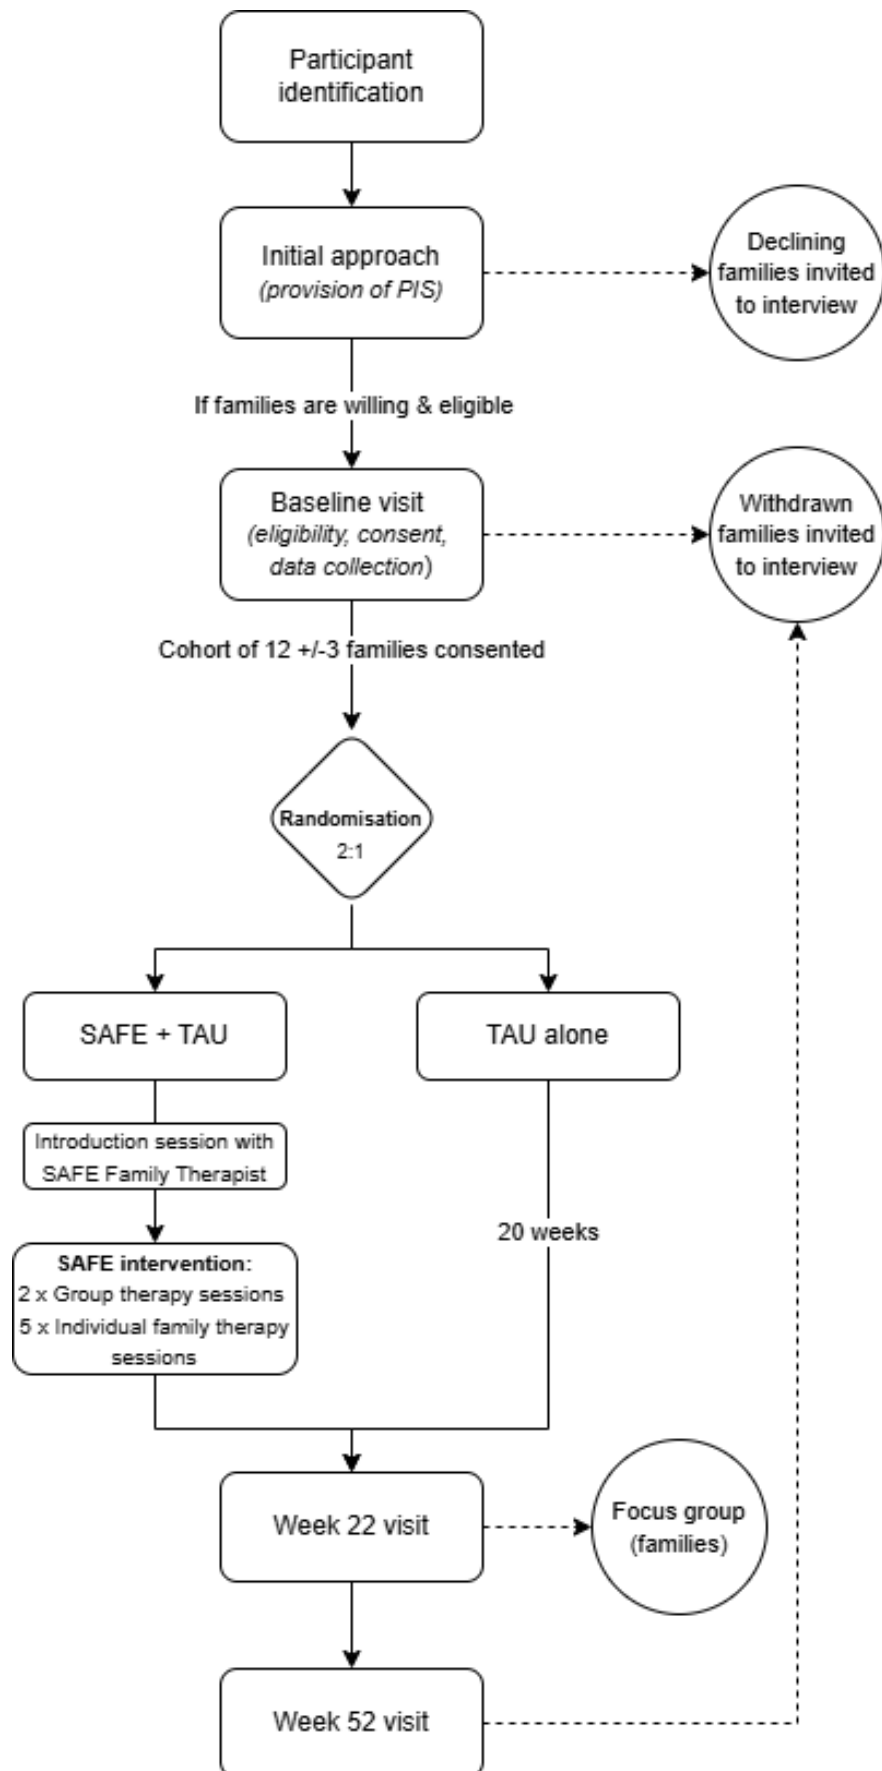 Participant
identification
Initial approach
(provision of PIS)
Declining
families invited
to interview
If families are willing & eligible
Baseline visit
(eligibility, consent,
data collection)
Withdrawn
families invited
to interview
Cohort of 12 +/-3 families consented
Randomisation
2:1
SAFE + TAU
TAU alone
Introduction session with
SAFE Family Therapist
20 weeks
SAFE intervention:
2 x Group therapy sessions
5 x Individual family therapy
sessions
Week 22 visit
Focus group
(families)
Week 52 visit